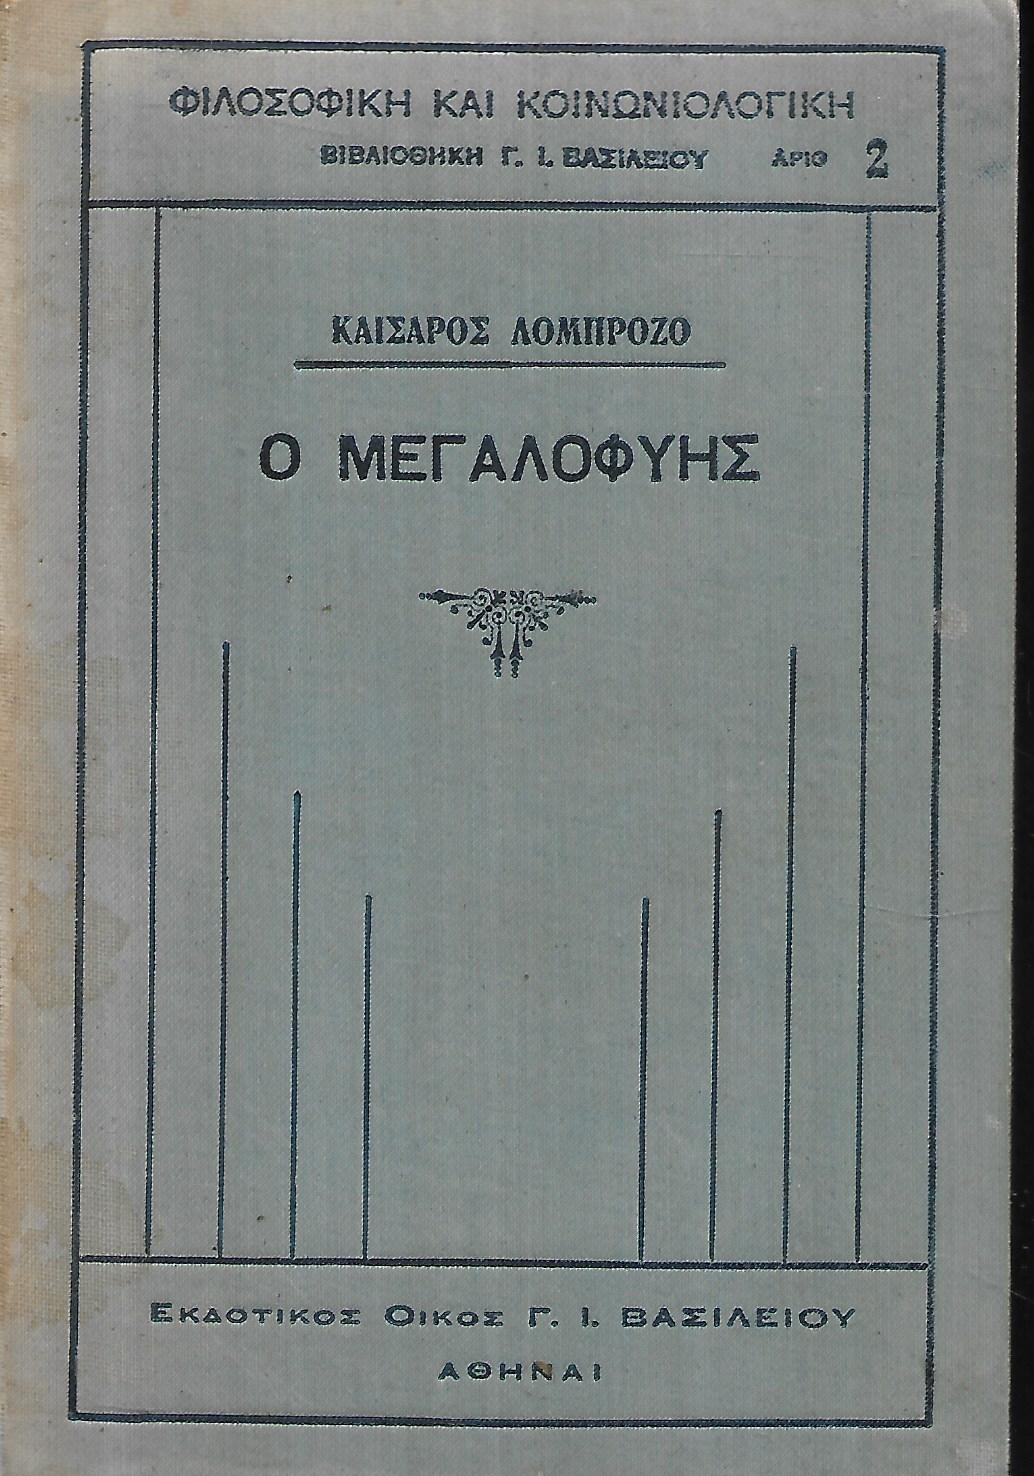 ΦΙΛΟΣΟΦΙΚΗ ΚΑΙ ΚΟΙΝΩΝΙΟΛΟΓΙΚΗ
ΒΙΒΛΙΟΘΗΚΗ Γ. Ι. ΒΑΣΙΛΕΙΟΥ ΑΡΙΘ 2
ΚΑΙΣΑΡΟΣ ΛΟΜΠΡΟΖΟ
Ο ΜΕΓΑΛΟΦΥΗΣ
ΕΚΔΟΤΙΚΟΣ ΟΙΚΟΣ Γ. Ι. ΒΑΣΙΛΕΙΟΥ
ΑΘΗΝΑΙ